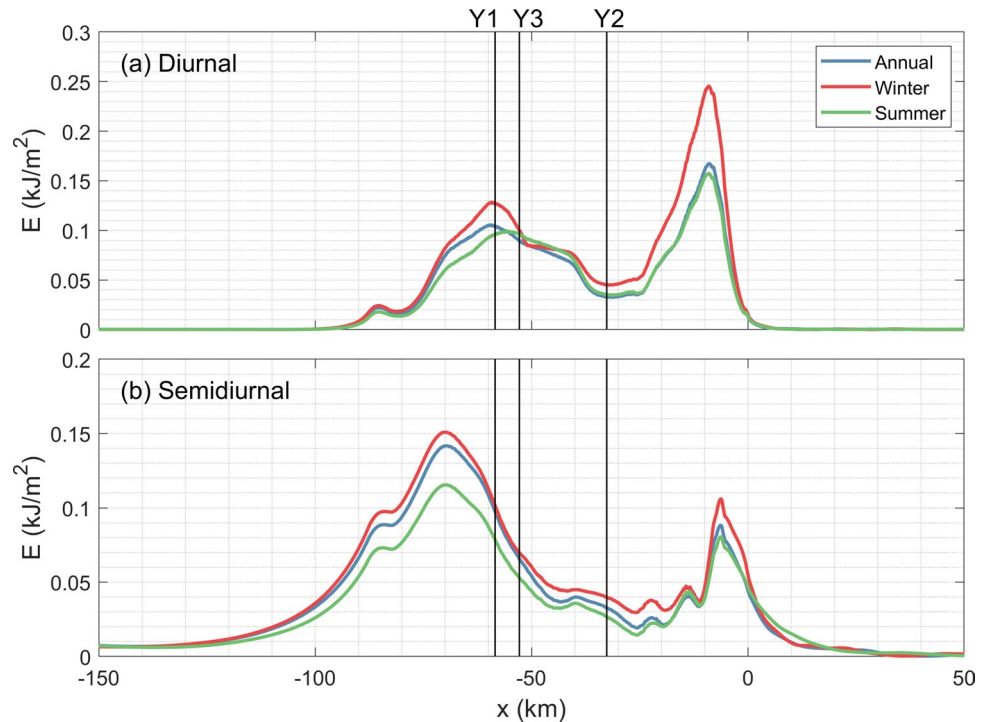 Y1 Y3 Y2
(a) Diurnal
Annual
Winter
Summer
E (kJ/m²)
0.3
0.25
0.2
0.15
0.1
0.05
0
(b) Semidiurnal
E (kJ/m²)
0.2
0.15
0.1
0.05
0
-150 -100 -50 0 50
x (km)